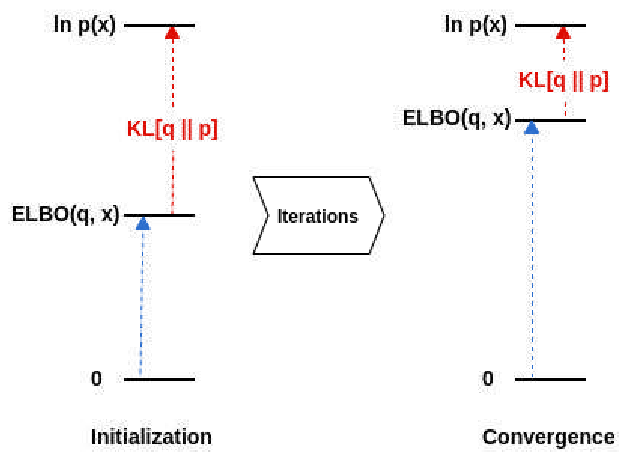 ln p(x)
KL[q || p]
ELBO(q, x)
0
Initialization
Iterations
ln p(x)
KL[q || p]
ELBO(q, x)
0
Convergence